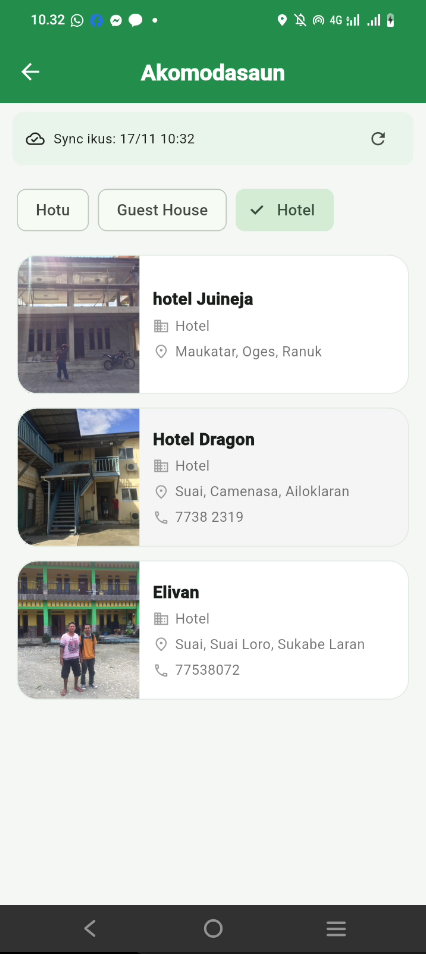 10.32 4G
Akomodasaun
Sync ikus: 17/11 10:32
Hotu Guest House Hotel
hotel Juineja
Hotel
Maukatar, Oges, Ranuk
Hotel Dragon
Hotel
Suai, Camenasa, Ailoklaran
7738 2319
Elivan
Hotel
Suai, Suai Loro, Sukabe Laran
77538072